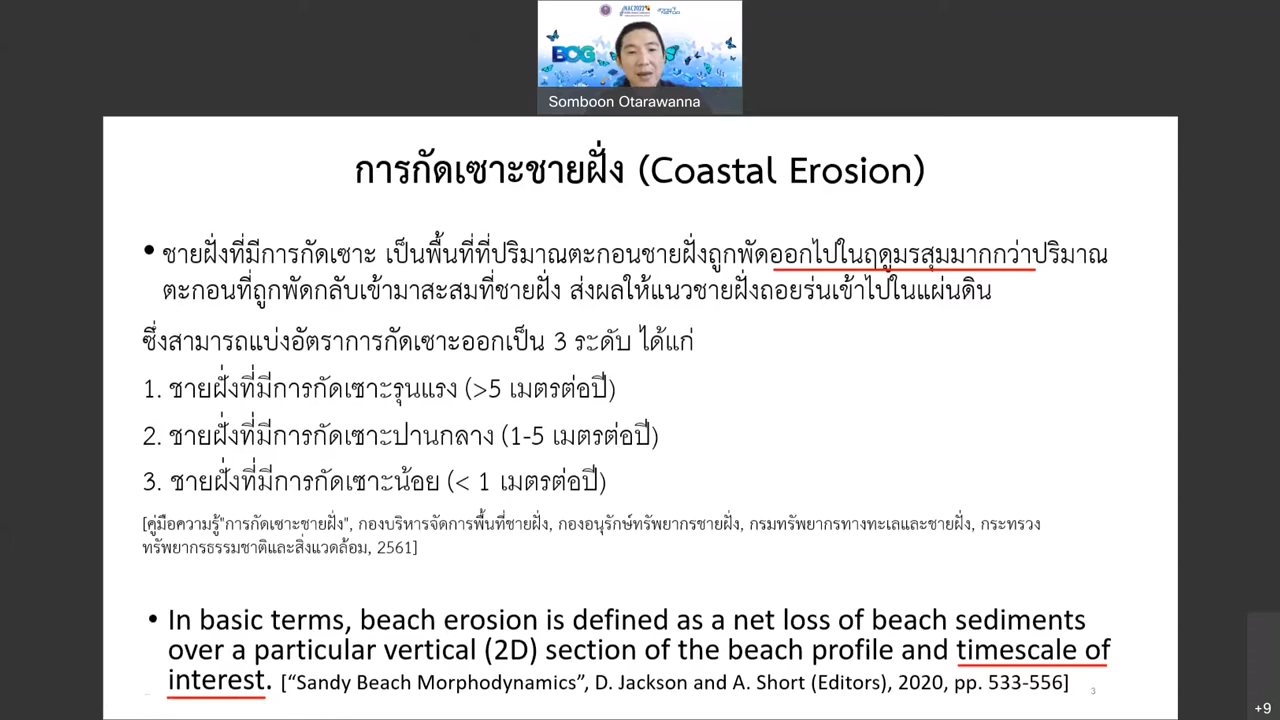 NAC2022
BCG
Somboon Otarawanna
การกัดเซาะชายฝั่ง (Coastal Erosion)
• ชายฝั่งที่มีการกัดเซาะ เป็นพื้นที่ที่ปริมาณตะกอนชายฝั่งถูกพัดออกไปในฤดูมรสุมมากกว่าปริมาณ
ตะกอนที่ถูกพัดกลับเข้ามาสะสมที่ชายฝั่ง ส่งผลให้แนวชายฝั่งถอยร่นเข้าไปในแผ่นดิน
ซึ่งสามารถแบ่งอัตราการกัดเซาะออกเป็น 3 ระดับ ได้แก่
1. ชายฝั่งที่มีการกัดเซาะรุนแรง (>5 เมตรต่อปี)
2. ชายฝั่งที่มีการกัดเซาะปานกลาง (1-5 เมตรต่อปี)
3. ชายฝั่งที่มีการกัดเซาะน้อย (< 1 เมตรต่อปี)
[คู่มือความรู้"การกัดเซาะชายฝั่ง", กองบริหารจัดการพื้นที่ชายฝั่ง, กองอนุรักษ์ทรัพยากรชายฝั่ง, กรมทรัพยากรทางทะเลและชายฝั่ง, กระทรวง
ทรัพยากรธรรมชาติและสิ่งแวดล้อม, 2561]
• In basic terms, beach erosion is defined as a net loss of beach sediments
over a particular vertical (2D) section of the beach profile and timescale of
interest. [“Sandy Beach Morphodynamics”, D. Jackson and A. Short (Editors), 2020, pp. 533-556]
3
+9